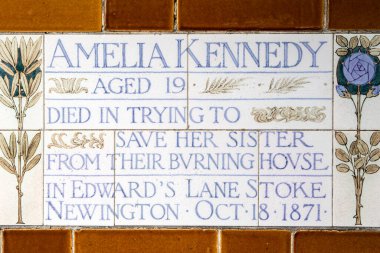 AMELIA KENNEDY
AGED 19
DIED IN TRYING TO
SAVE HER SISTER
FROM THEIR BVRNING HOVSE
IN EDWARD'S LANE STOKE
NEWINGTON · OCT · 18 · 1871 ·